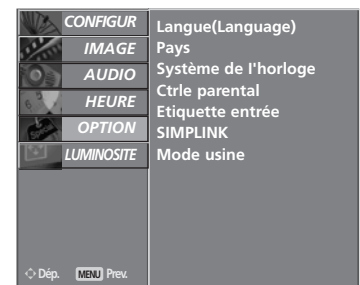 CONFIGUR
IMAGE
AUDIO
HEURE
OPTION
LUMINOSITE
Langue(Language)
Pays
Système de l'horloge
Ctrle parental
Etiquette entrée
SIMPLINK
Mode usine
Dép. MENU Prev.